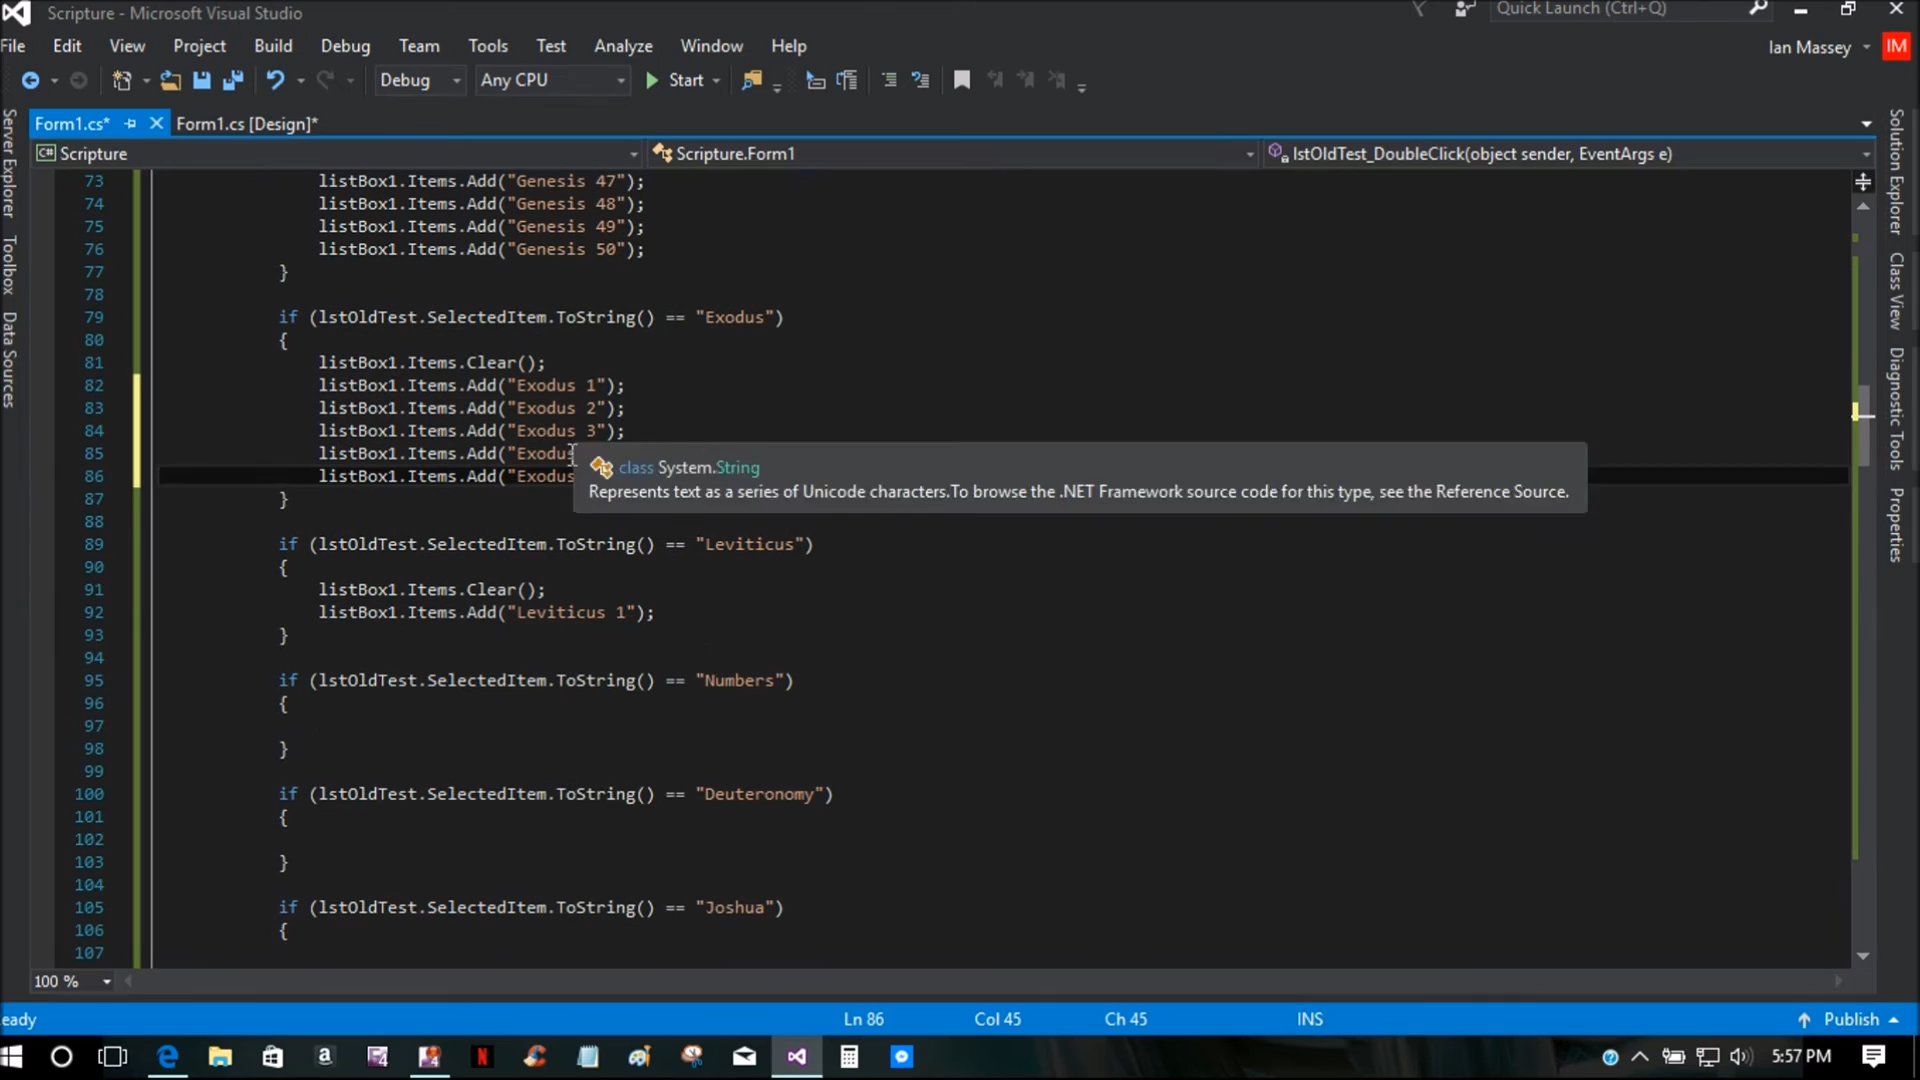 Scripture - Microsoft Visual Studio
Quick Launch (Ctrl+Q)
File Edit View Project Build Debug Team Tools Test Analyze Window Help
Ian Massey
IM
Debug Any CPU Start
Form1.cs*
Form1.cs [Design]*
C# Scripture
Scripture.Form1
lstOldTest_DoubleClick(object sender, EventArgs e)
Server Explorer
Toolbox
Data Sources
73 listBox1.Items.Add("Genesis 47");
74 listBox1.Items.Add("Genesis 48");
75 listBox1.Items.Add("Genesis 49");
76 listBox1.Items.Add("Genesis 50");
77 }
78
79 if (lstOldTest.SelectedItem.ToString() == "Exodus")
80 {
81 listBox1.Items.Clear();
82 listBox1.Items.Add("Exodus 1");
83 listBox1.Items.Add("Exodus 2");
84 listBox1.Items.Add("Exodus 3");
85 listBox1.Items.Add("Exodus
86 listBox1.Items.Add("Exodus
class System.String
Represents text as a series of Unicode characters.To browse the .NET Framework source code for this type, see the Reference Source.
87 }
88
89 if (lstOldTest.SelectedItem.ToString() == "Leviticus")
90 {
91 listBox1.Items.Clear();
92 listBox1.Items.Add("Leviticus 1");
93 }
94
95 if (lstOldTest.SelectedItem.ToString() == "Numbers")
96 {
97
98 }
99
100 if (lstOldTest.SelectedItem.ToString() == "Deuteronomy")
101 {
102
103 }
104
105 if (lstOldTest.SelectedItem.ToString() == "Joshua")
106 {
107
Solution Explorer
Class View
Diagnostic Tools
Properties
100 %
eady Ln 86 Col 45 Ch 45 INS Publish
5:57 PM